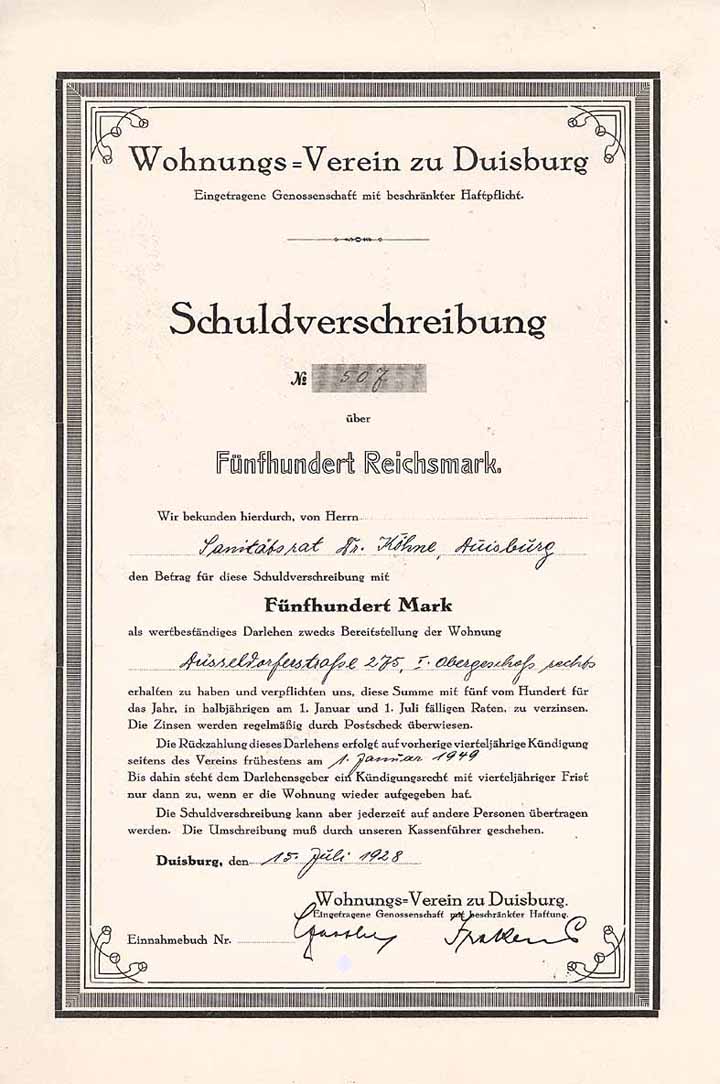 Wohnungs=Verein zu Duisburg
Eingetragene Genossenschaft mit beschränkter Haftpflicht.
Schuldverschreibung
№ 507
über
Fünfhundert Reichsmark.
Wir bekunden hierdurch, von Herrn
Sanitätsrat Dr. Köhne, Duisburg
den Betrag für diese Schuldverschreibung mit
Fünfhundert Mark
als wertbeständiges Darlehen zwecks Bereitstellung der Wohnung
Düsseldorferstraße 275, I. Obergeschoß rechts
erhalten zu haben und verpflichten uns, diese Summe mit fünf vom Hundert für
das Jahr, in halbjährigen am 1. Januar und 1. Juli fälligen Raten, zu verzinsen.
Die Zinsen werden regelmäßig durch Postscheck überwiesen.
Die Rückzahlung dieses Darlehens erfolgt auf vorherige vierteljährige Kündigung
seitens des Vereins frühestens am 1. Januar 1949
Bis dahin steht dem Darlehensgeber ein Kündigungsrecht mit vierteljähriger Frist
nur dann zu, wenn er die Wohnung wieder aufgegeben hat.
Die Schuldverschreibung kann aber jederzeit auf andere Personen übertragen
werden. Die Umschreibung muß durch unseren Kassenführer geschehen.
Duisburg, den 15. Juli 1928
Wohnungs=Verein zu Duisburg.
Eingetragene Genossenschaft mit beschränkter Haftung.
Einnahmebuch Nr.